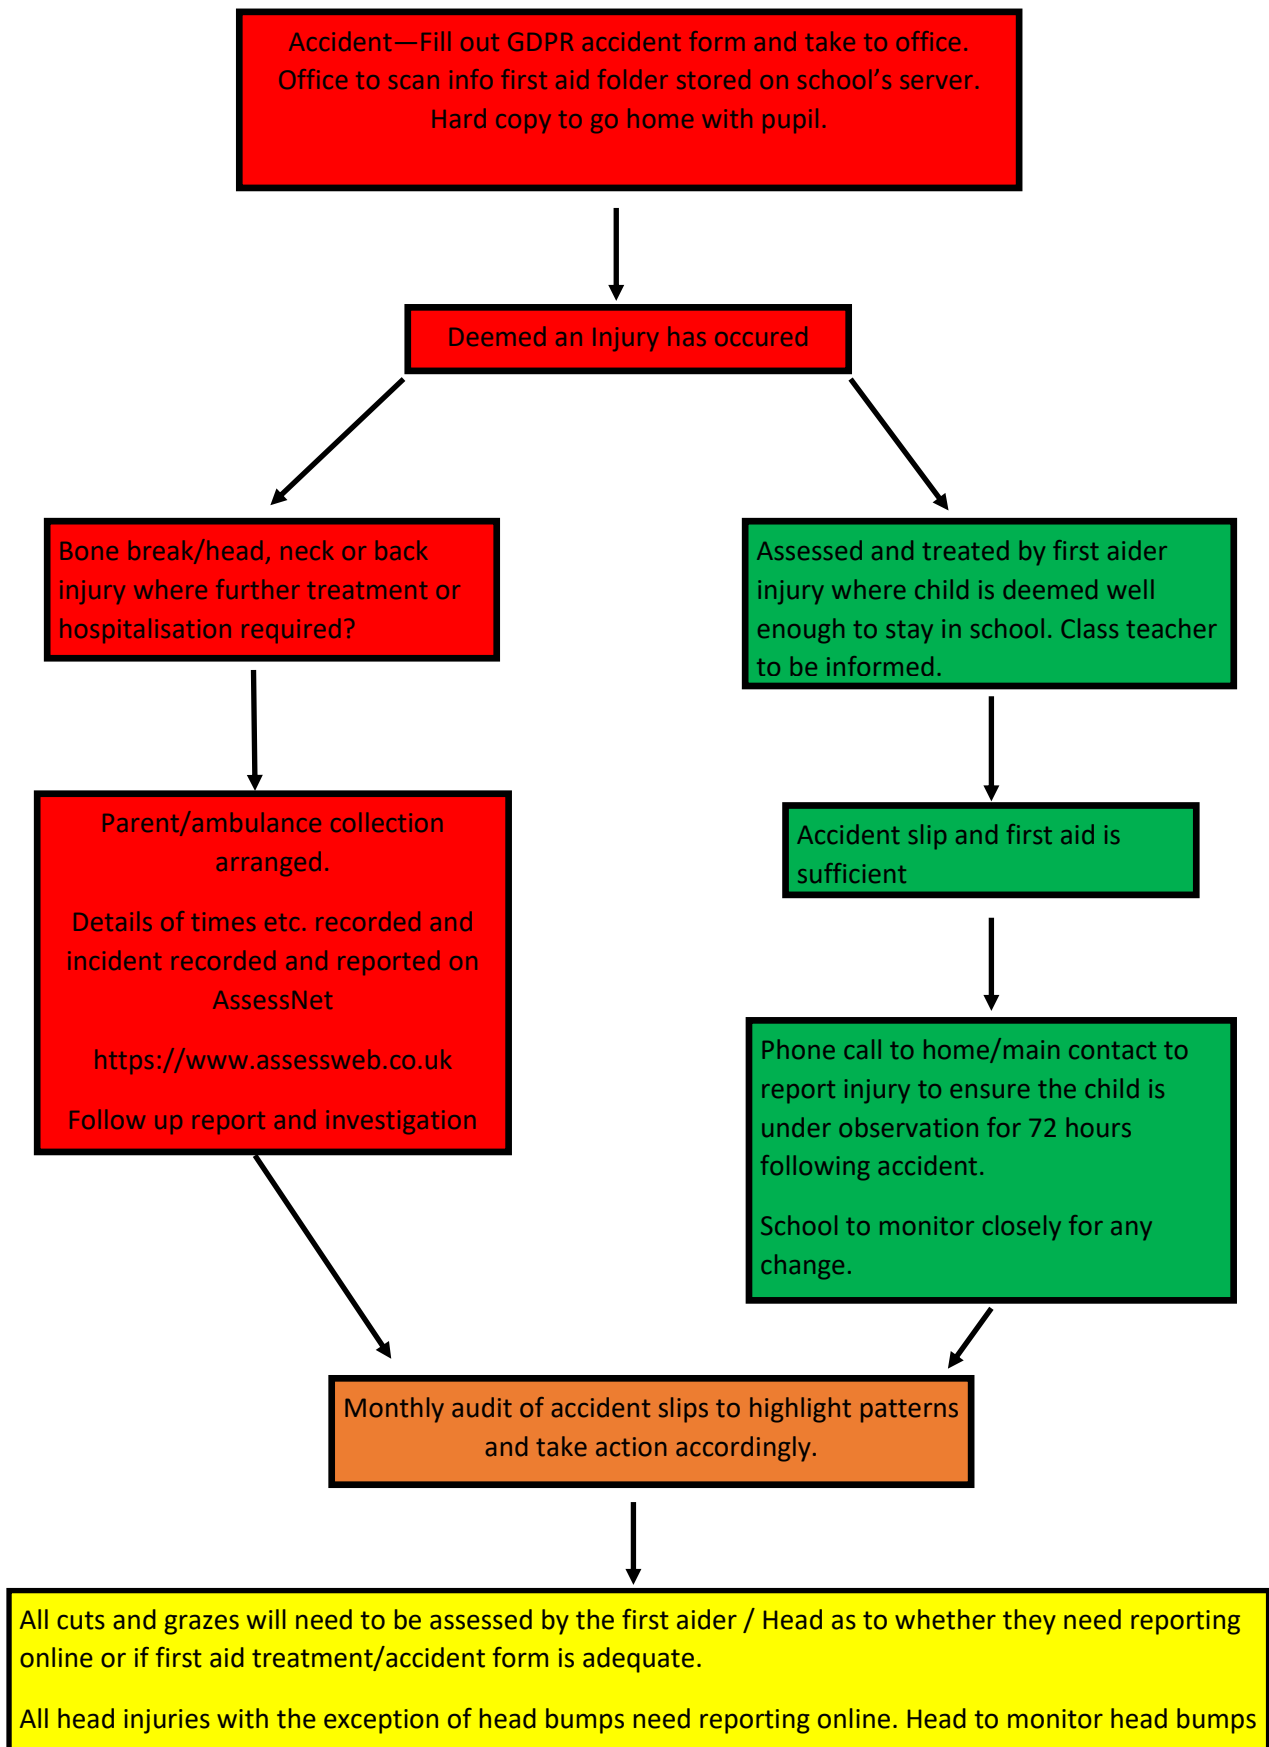 Accident—Fill out GDPR accident form and take to office.
Office to scan info first aid folder stored on school’s server.
Hard copy to go home with pupil.
Deemed an Injury has occured
Bone break/head, neck or back
injury where further treatment or
hospitalisation required?
Assessed and treated by first aider
injury where child is deemed well
enough to stay in school. Class teacher
to be informed.
Parent/ambulance collection
arranged.
Details of times etc. recorded and
incident recorded and reported on
AssessNet
https://www.assessweb.co.uk
Follow up report and investigation
Accident slip and first aid is
sufficient
Phone call to home/main contact to
report injury to ensure the child is
under observation for 72 hours
following accident.
School to monitor closely for any
change.
Monthly audit of accident slips to highlight patterns
and take action accordingly.
All cuts and grazes will need to be assessed by the first aider / Head as to whether they need reporting
online or if first aid treatment/accident form is adequate.
All head injuries with the exception of head bumps need reporting online. Head to monitor head bumps